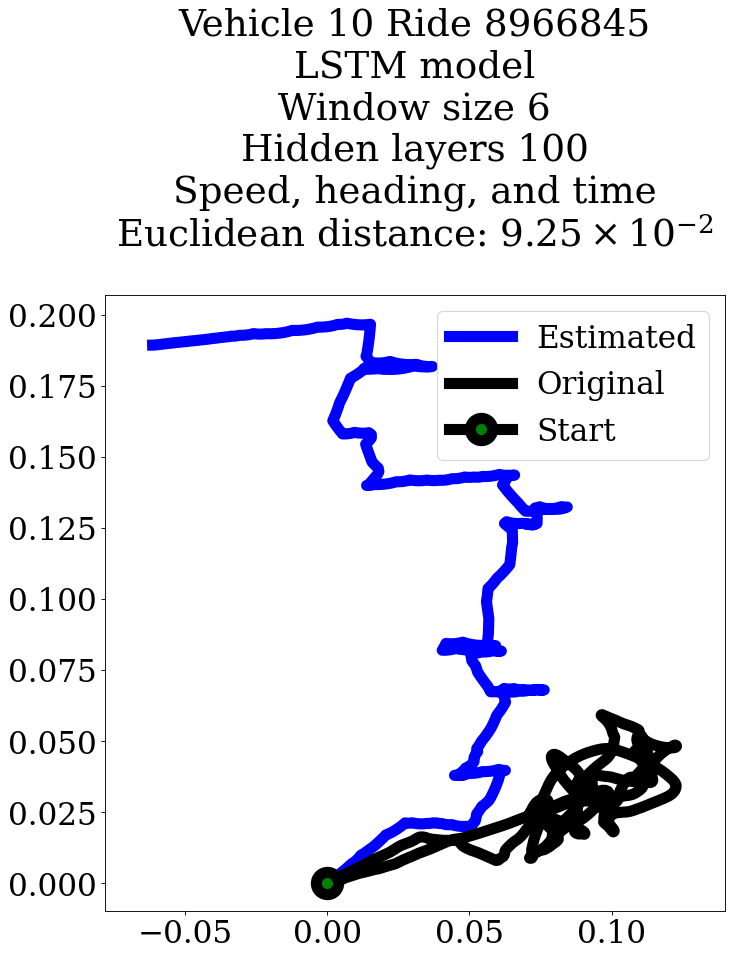 Vehicle 10 Ride 8966845
LSTM model
Window size 6
Hidden layers 100
Speed, heading, and time
Euclidean distance: 9.25 × 10⁻²
0.200
0.175
0.150
0.125
0.100
0.075
0.050
0.025
0.000
Estimated
Original
Start
−0.05
0.00
0.05
0.10